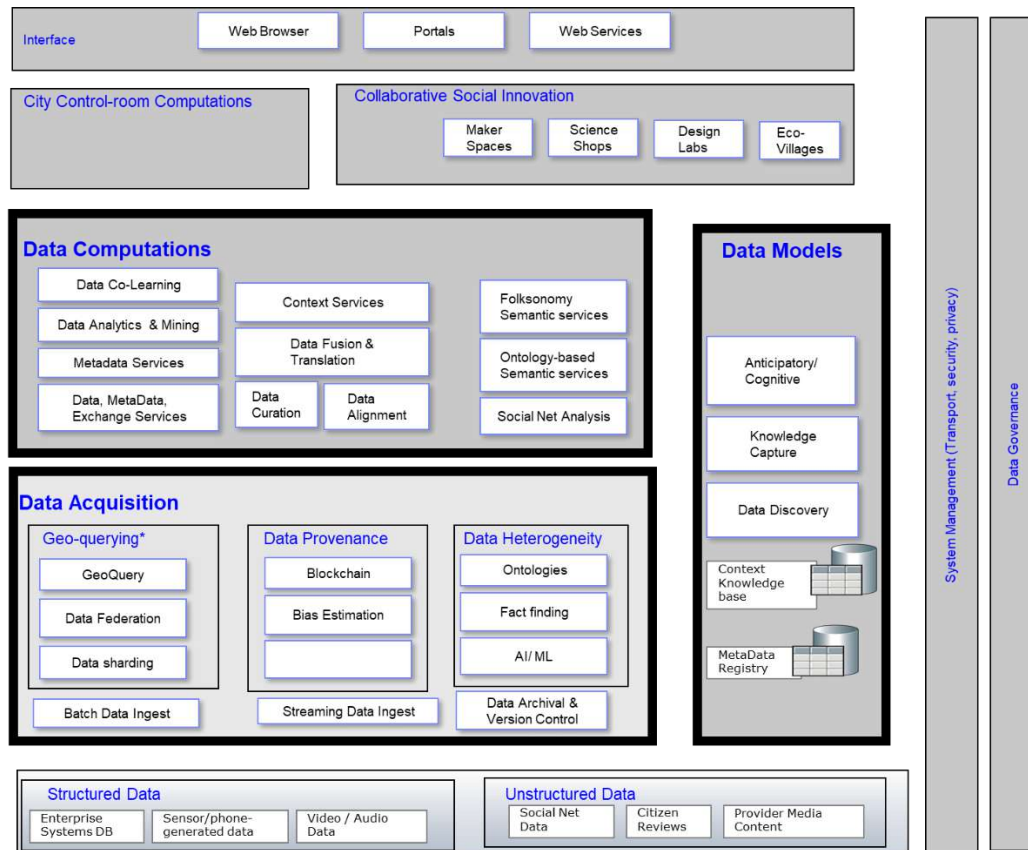 Interface
Web Browser
Portals
Web Services
City Control-room Computations
Collaborative Social Innovation
Maker
Spaces
Science
Shops
Design
Labs
Eco-
Villages
Data Computations
Data Co-Learning
Data Analytics & Mining
Metadata Services
Data, MetaData,
Exchange Services
Context Services
Data Fusion &
Translation
Data
Curation
Data
Alignment
Folksonomy
Semantic services
Ontology-based
Semantic services
Social Net Analysis
Data Models
Anticipatory/
Cognitive
Knowledge
Capture
Data Discovery
Context
Knowledge
base
MetaData
Registry
Data Acquisition
Geo-querying*
GeoQuery
Data Federation
Data sharding
Batch Data Ingest
Data Provenance
Blockchain
Bias Estimation
Streaming Data Ingest
Data Heterogeneity
Ontologies
Fact finding
AI/ ML
Data Archival &
Version Control
Structured Data
Enterprise
Systems DB
Sensor/phone-
generated data
Video / Audio
Data
Unstructured Data
Social Net
Data
Citizen
Reviews
Provider Media
Content
System Management (Transport, security, privacy)
Data Governance